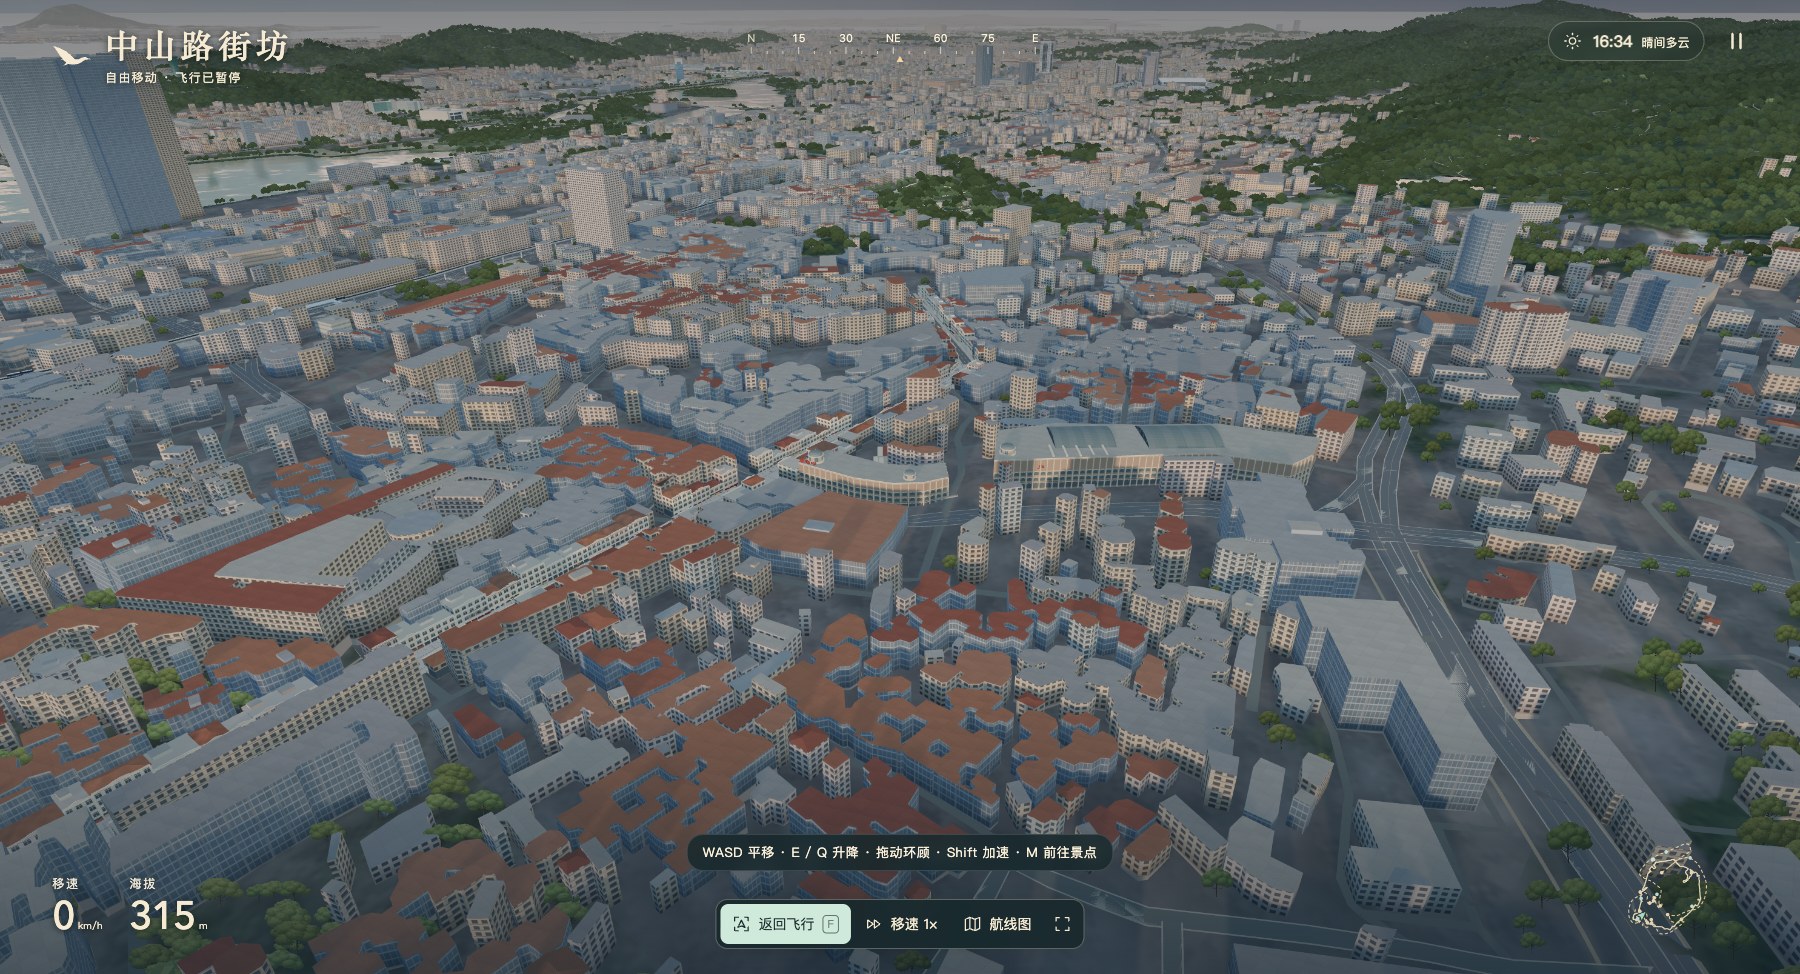 中山路街坊
自由移动 · 飞行已暂停
N 15 30 NE 60 75 E
16:34 晴间多云
WASD 平移 · E / Q 升降 · 拖动环顾 · Shift 加速 · M 前往景点
移速 海拔
0 km/h 315 m
返回飞行 F 移速 1x 航线图